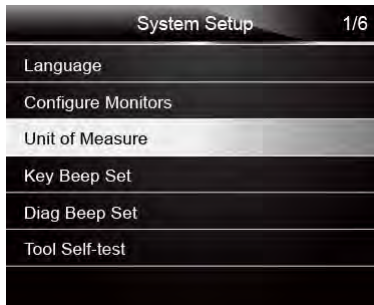 System Setup 1/6
Language
Configure Monitors
Unit of Measure
Key Beep Set
Diag Beep Set
Tool Self-test